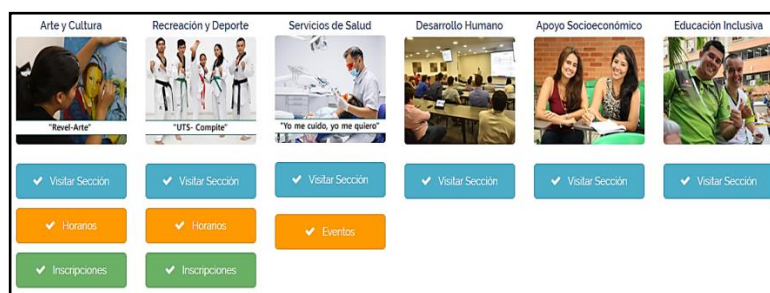 Arte y Cultura
Recreación y Deporte
Servicios de Salud
Desarrollo Humano
Apoyo Socioeconómico
Educación Inclusiva
"Revel-Arte"
"UTS- Compite"
"Yo me cuido, yo me quiero"
✔ Visitar Sección
✔ Visitar Sección
✔ Visitar Sección
✔ Visitar Sección
✔ Visitar Sección
✔ Visitar Sección
✔ Horarios
✔ Horarios
✔ Eventos
✔ Inscripciones
✔ Inscripciones